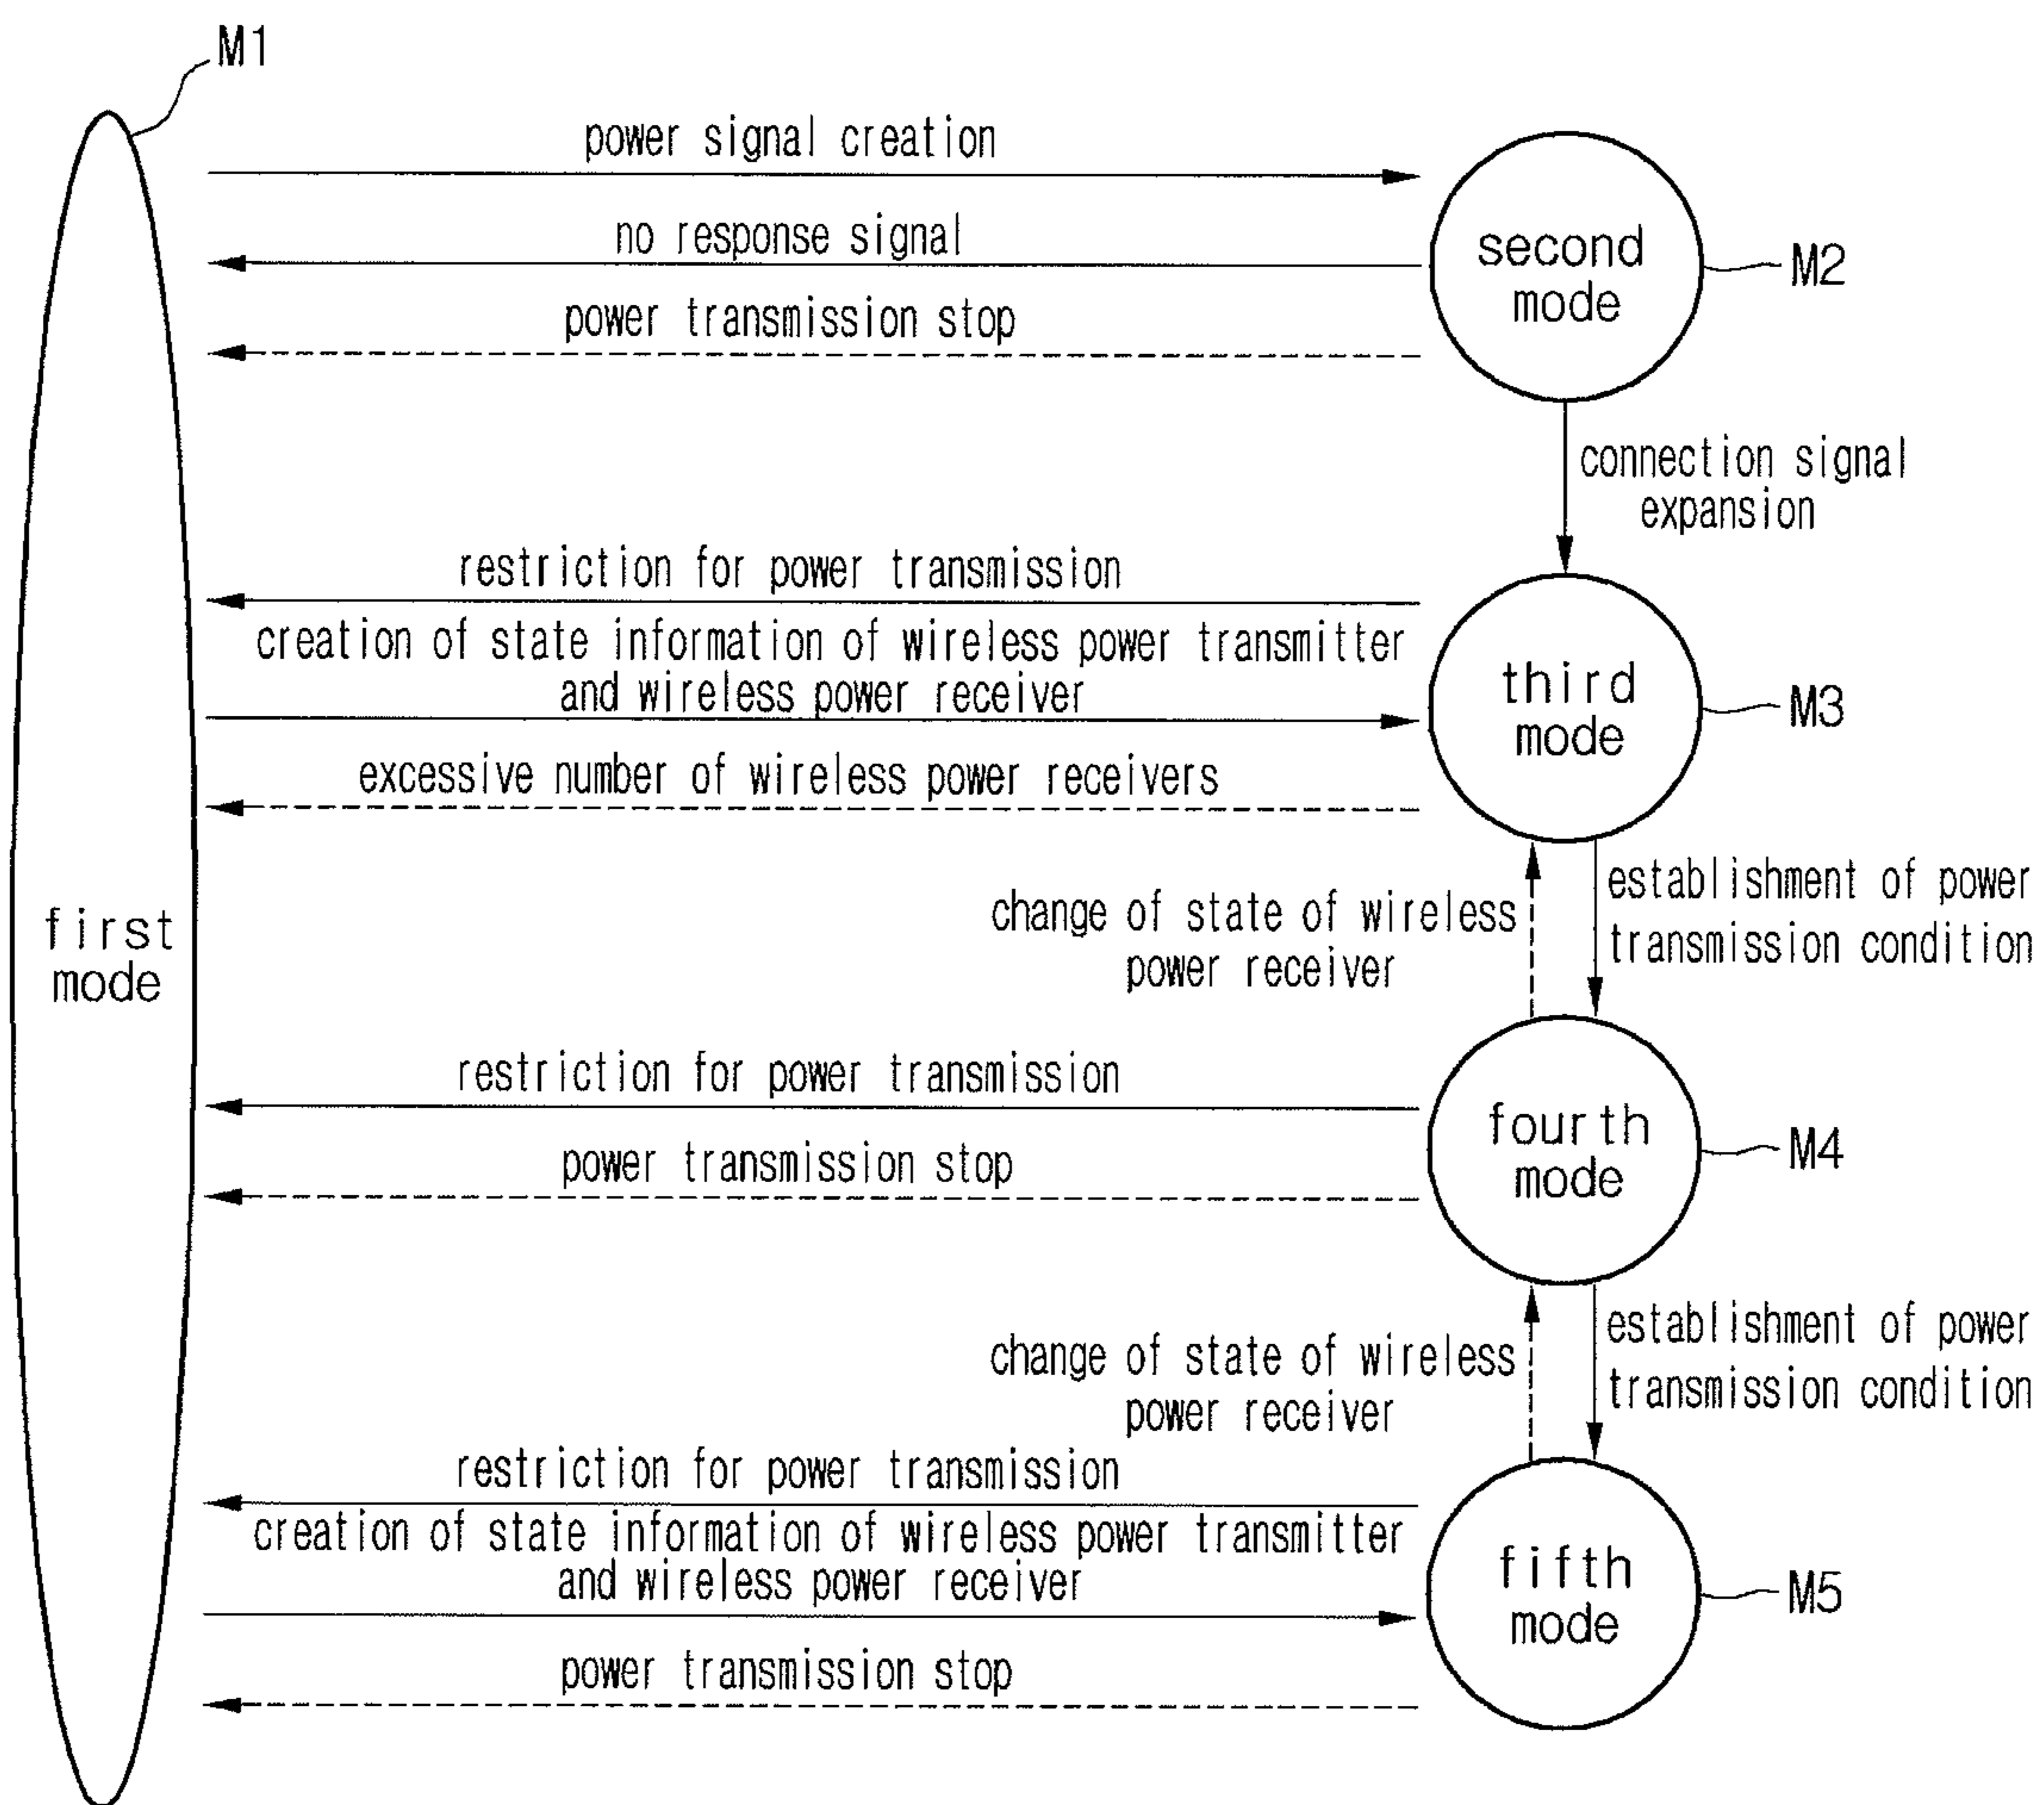 M1
power signal creation
no response signal
power transmission stop
second
mode
M2
connection signal
expansion
restriction for power transmission
creation of state information of wireless power transmitter
and wireless power receiver
excessive number of wireless power receivers
third
mode
M3
first
mode
change of state of wireless
power receiver
establishment of power
transmission condition
restriction for power transmission
power transmission stop
fourth
mode
M4
change of state of wireless
power receiver
establishment of power
transmission condition
restriction for power transmission
creation of state information of wireless power transmitter
and wireless power receiver
power transmission stop
fifth
mode
M5